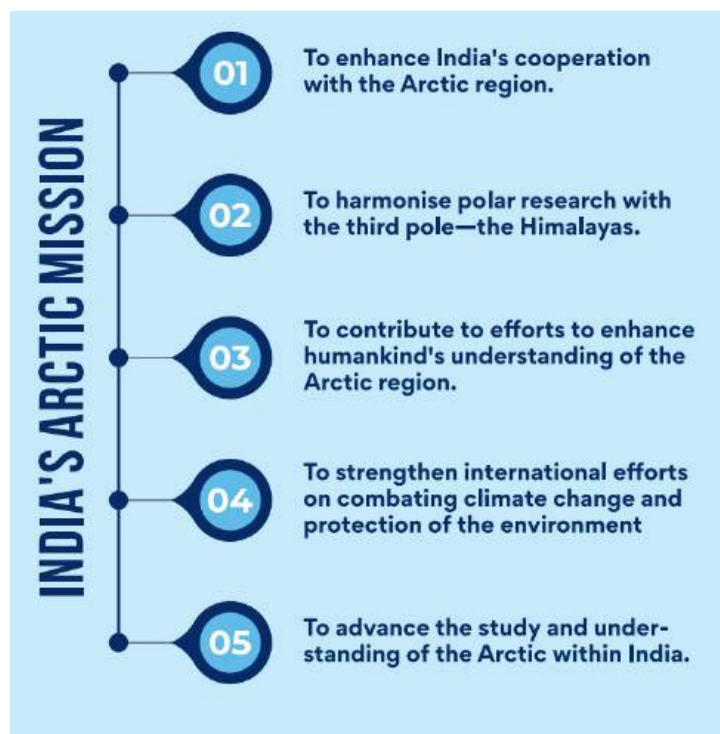 INDIA'S ARCTIC MISSION
01
To enhance India's cooperation
with the Arctic region.
02
To harmonise polar research with
the third pole—the Himalayas.
03
To contribute to efforts to enhance
humankind's understanding of the
Arctic region.
04
To strengthen international efforts
on combating climate change and
protection of the environment
05
To advance the study and under-
standing of the Arctic within India.